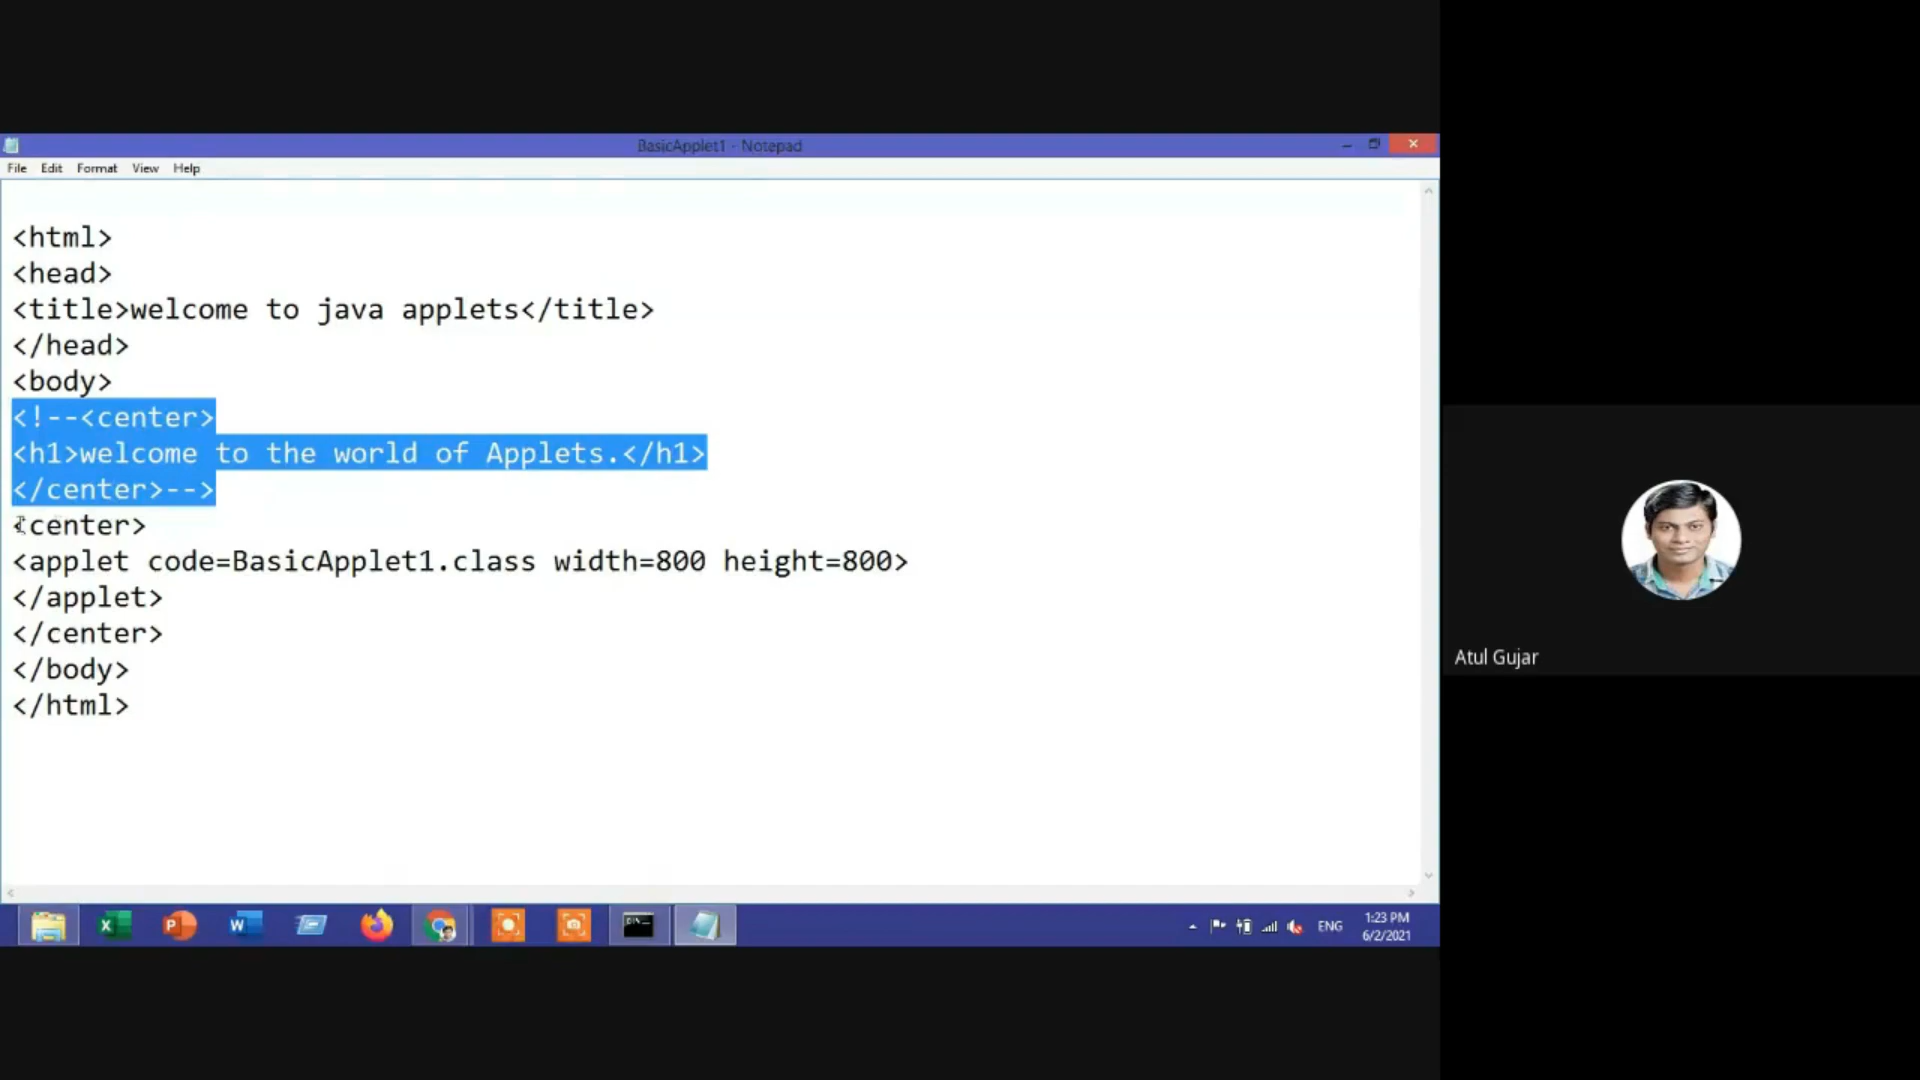 BasicApplet1 - Notepad
File Edit Format View Help
<html>
<head>
<title>welcome to java applets</title>
</head>
<body>
<!--<center>
<h1>welcome to the world of Applets.</h1>
</center>-->
<center>
<applet code=BasicApplet1.class width=800 height=800>
</applet>
</center>
</body>
</html>
Atul Gujar
ENG
1:23 PM
6/2/2021